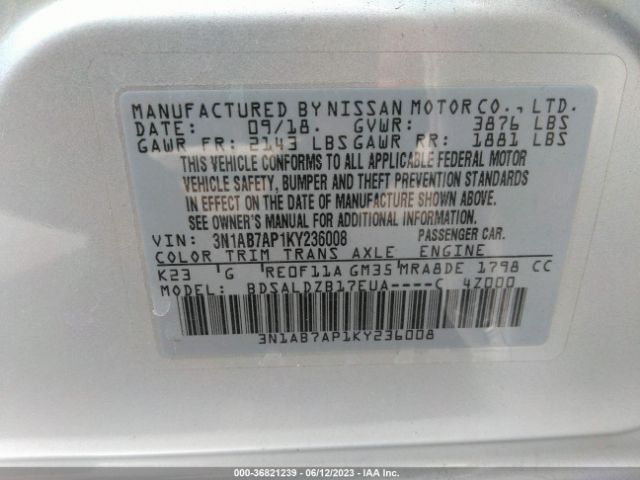 MANUFACTURED BY NISSAN MOTOR CO., LTD.
DATE: 09/18. GVWR: 3876 LBS
GAWR FR: 2143 LBS GAWR RR: 1881 LBS
THIS VEHICLE CONFORMS TO ALL APPLICABLE FEDERAL MOTOR
VEHICLE SAFETY, BUMPER AND THEFT PREVENTION STANDARDS
IN EFFECT ON THE DATE OF MANUFACTURE SHOWN ABOVE.
SEE OWNER'S MANUAL FOR ADDITIONAL INFORMATION.
VIN: 3N1AB7AP1KY236008 PASSENGER CAR.
COLOR TRIM TRANS AXLE ENGINE
K23 G RE0F11A GM35 MRA8DE 1798 CC
MODEL: BDSALDZB17EUA----C 4Z000
3N1AB7AP1KY236008
000-36821239 - 06/12/2023 - IAA Inc.